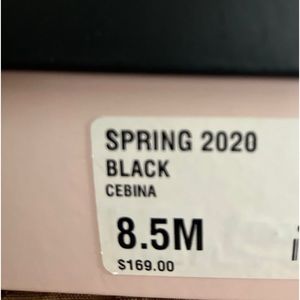 SPRING 2020
BLACK
CEBINA
8.5M
$169.00